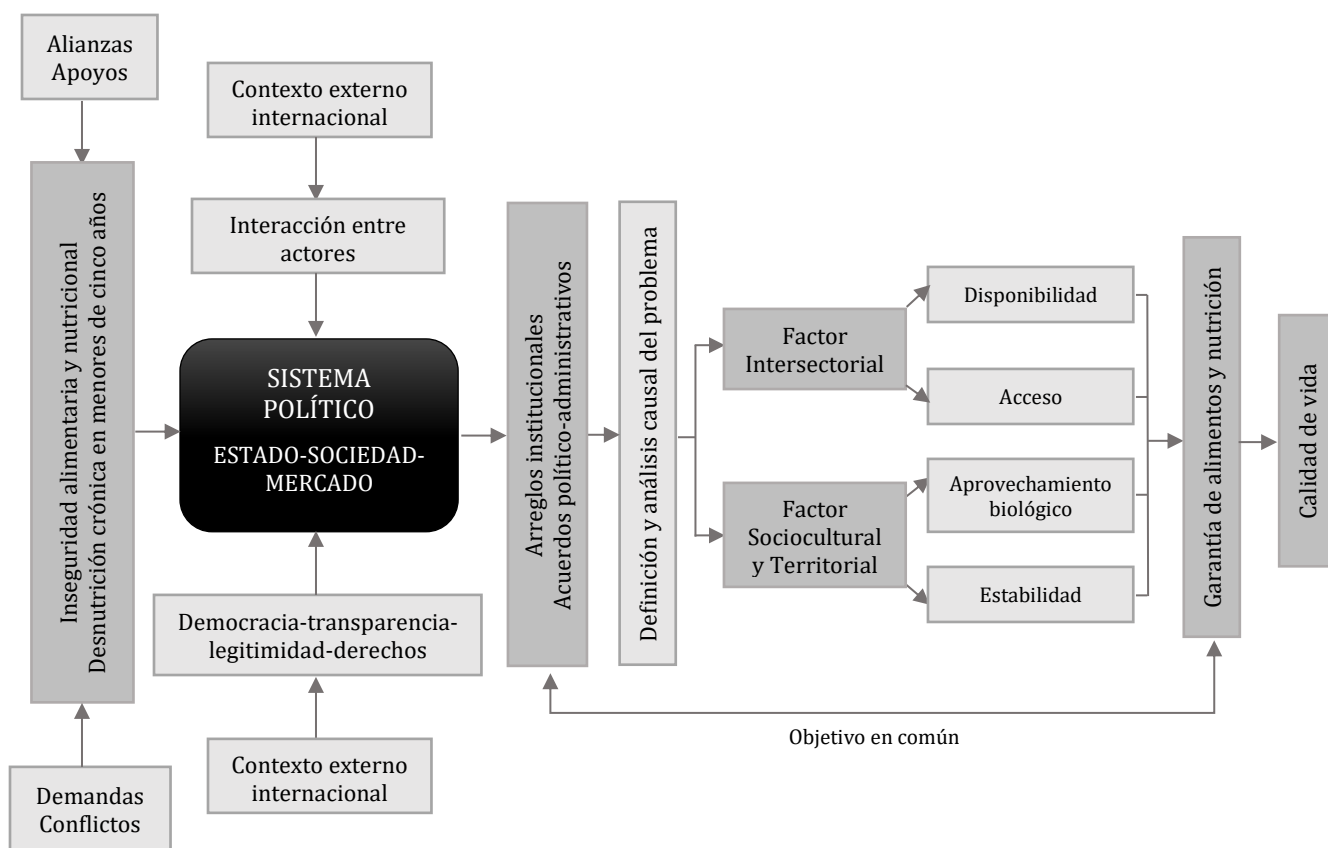 Alianzas
Apoyos
Contexto externo
internacional
Interacción entre
actores
Inseguridad alimentaria y nutricional
Desnutrición crónica en menores de cinco años
SISTEMA
POLÍTICO
ESTADO-SOCIEDAD-
MERCADO
Democracia-transparencia-
legitimidad-derechos
Contexto externo
internacional
Demandas
Conflictos
Arreglos institucionales
Acuerdos político-administrativos
Definición y análisis causal del problema
Factor
Intersectorial
Factor
Sociocultural
y Territorial
Disponibilidad
Acceso
Aprovechamiento
biológico
Estabilidad
Garantía de alimentos y nutrición
Calidad de vida
Objetivo en común